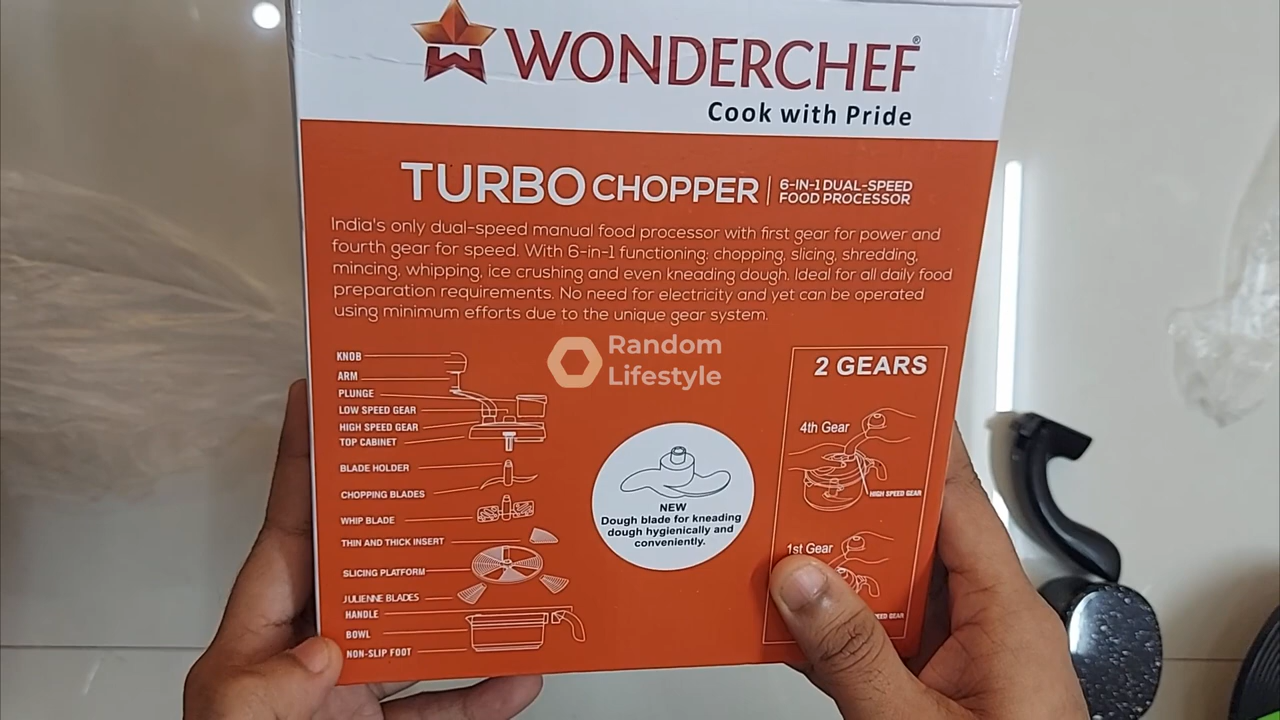 WONDERCHEF®
Cook with Pride
TURBO CHOPPER | 6-IN-1 DUAL-SPEED
FOOD PROCESSOR
India's only dual-speed manual food processor with first gear for power and
fourth gear for speed. With 6-in-1 functioning: chopping, slicing, shredding,
mincing, whipping, ice crushing and even kneading dough. Ideal for all daily food
preparation requirements. No need for electricity and yet can be operated
using minimum efforts due to the unique gear system.
Random
Lifestyle
KNOB
ARM
PLUNGE
LOW SPEED GEAR
HIGH SPEED GEAR
TOP CABINET
BLADE HOLDER
CHOPPING BLADES
WHIP BLADE
THIN AND THICK INSERT
SLICING PLATFORM
JULIENNE BLADES
HANDLE
BOWL
NON-SLIP FOOT
NEW
Dough blade for kneading
dough hygienically and
conveniently.
2 GEARS
4th Gear
HIGH SPEED GEAR
1st Gear
GEAR